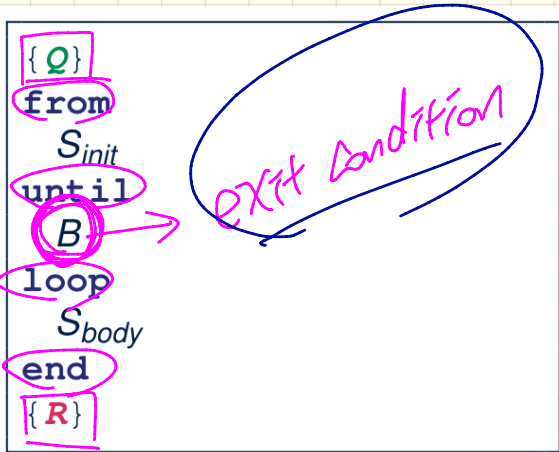 {Q}
from
S_init
until
B
exit condition
loop
S_body
end
{R}